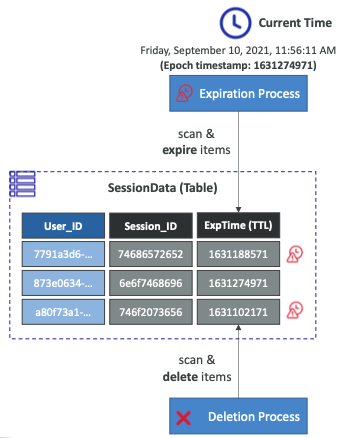 Current Time
Friday, September 10, 2021, 11:56:11 AM
(Epoch timestamp: 1631274971)
Expiration Process
scan &
expire items
SessionData (Table)
User_ID Session_ID ExpTime (TTL)
7791a3d6-... 74686572652 1631188571
873e0634-... 6e6f7468696 1631274971
a80f73a1-... 746f2073656 1631102171
scan &
delete items
Deletion Process